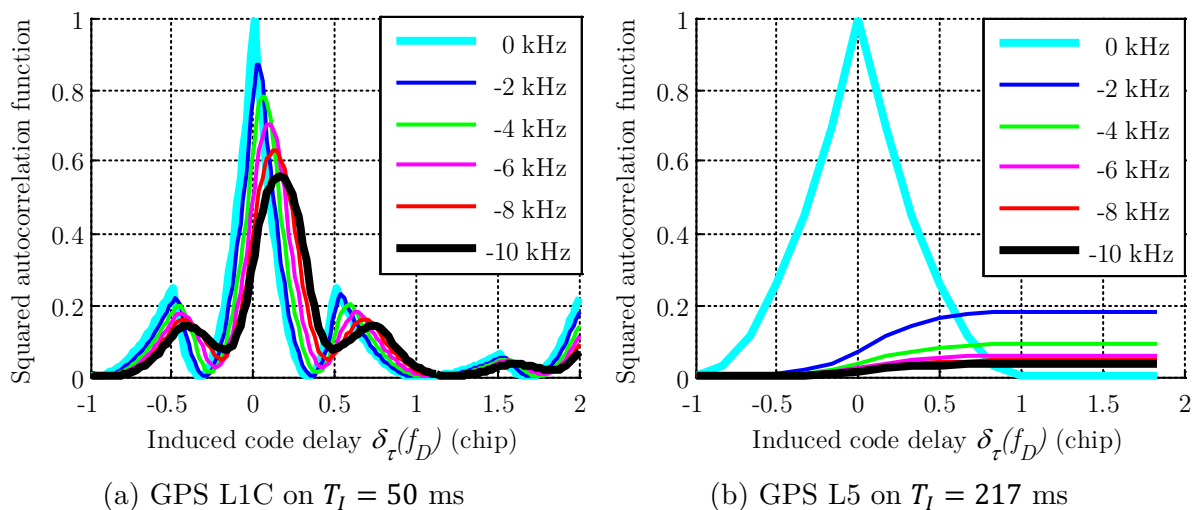 Squared autocorrelation function
1
0.8
0.6
0.4
0.2
0
-1
-0.5
0
0.5
1
1.5
2
0 kHz
-2 kHz
-4 kHz
-6 kHz
-8 kHz
-10 kHz
Induced code delay δτ(fD) (chip)
(a) GPS L1C on TI = 50 ms
Squared autocorrelation function
1
0.8
0.6
0.4
0.2
0
-1
-0.5
0
0.5
1
1.5
2
0 kHz
-2 kHz
-4 kHz
-6 kHz
-8 kHz
-10 kHz
Induced code delay δτ(fD) (chip)
(b) GPS L5 on TI = 217 ms